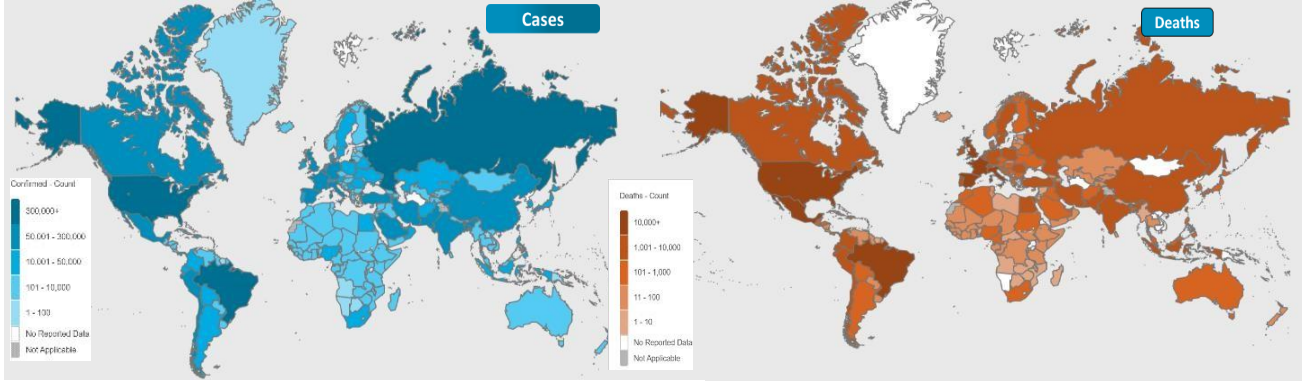 Cases
Deaths
Confirmed - Count
300,000+
50,001 - 300,000
10,001 - 50,000
101 - 10,000
1 - 100
No Reported Data
Not Applicable
Deaths - Count
10,000+
1,001 - 10,000
101 - 1,000
11 - 100
1 - 10
No Reported Data
Not Applicable